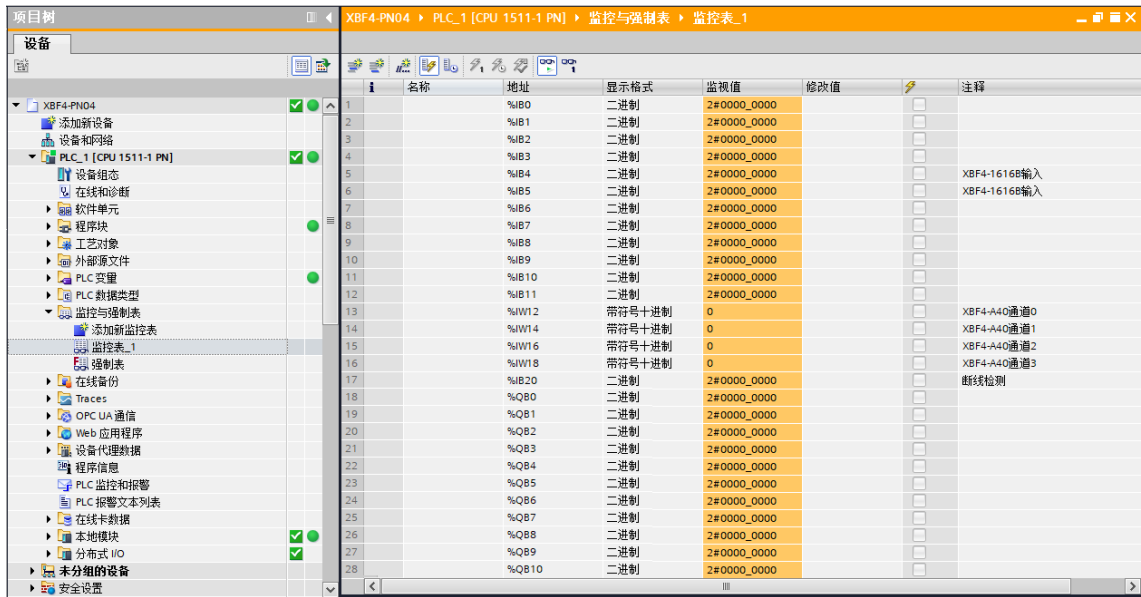 项目树
XBF4-PN04 ▸ PLC_1 [CPU 1511-1 PN] ▸ 监控与强制表 ▸ 监控表_1
设备
i 名称 地址 显示格式 监视值 修改值 注释
XBF4-PN04
添加新设备
设备和网络
PLC_1 [CPU 1511-1 PN]
设备组态
在线和诊断
软件单元
程序块
工艺对象
外部源文件
PLC 变量
PLC 数据类型
监控与强制表
添加新监控表
监控表_1
强制表
在线备份
Traces
OPC UA 通信
Web 应用程序
设备代理数据
程序信息
PLC 监控和报警
PLC 报警文本列表
在线卡数据
本地模块
分布式 I/O
未分组的设备
安全设置
1 %IB0 二进制 2#0000_0000
2 %IB1 二进制 2#0000_0000
3 %IB2 二进制 2#0000_0000
4 %IB3 二进制 2#0000_0000
5 %IB4 二进制 2#0000_0000 XBF4-1616B输入
6 %IB5 二进制 2#0000_0000 XBF4-1616B输入
7 %IB6 二进制 2#0000_0000
8 %IB7 二进制 2#0000_0000
9 %IB8 二进制 2#0000_0000
10 %IB9 二进制 2#0000_0000
11 %IB10 二进制 2#0000_0000
12 %IB11 二进制 2#0000_0000
13 %IW12 带符号十进制 0 XBF4-A40通道0
14 %IW14 带符号十进制 0 XBF4-A40通道1
15 %IW16 带符号十进制 0 XBF4-A40通道2
16 %IW18 带符号十进制 0 XBF4-A40通道3
17 %IB20 二进制 2#0000_0000 断线检测
18 %QB0 二进制 2#0000_0000
19 %QB1 二进制 2#0000_0000
20 %QB2 二进制 2#0000_0000
21 %QB3 二进制 2#0000_0000
22 %QB4 二进制 2#0000_0000
23 %QB5 二进制 2#0000_0000
24 %QB6 二进制 2#0000_0000
25 %QB7 二进制 2#0000_0000
26 %QB8 二进制 2#0000_0000
27 %QB9 二进制 2#0000_0000
28 %QB10 二进制 2#0000_0000